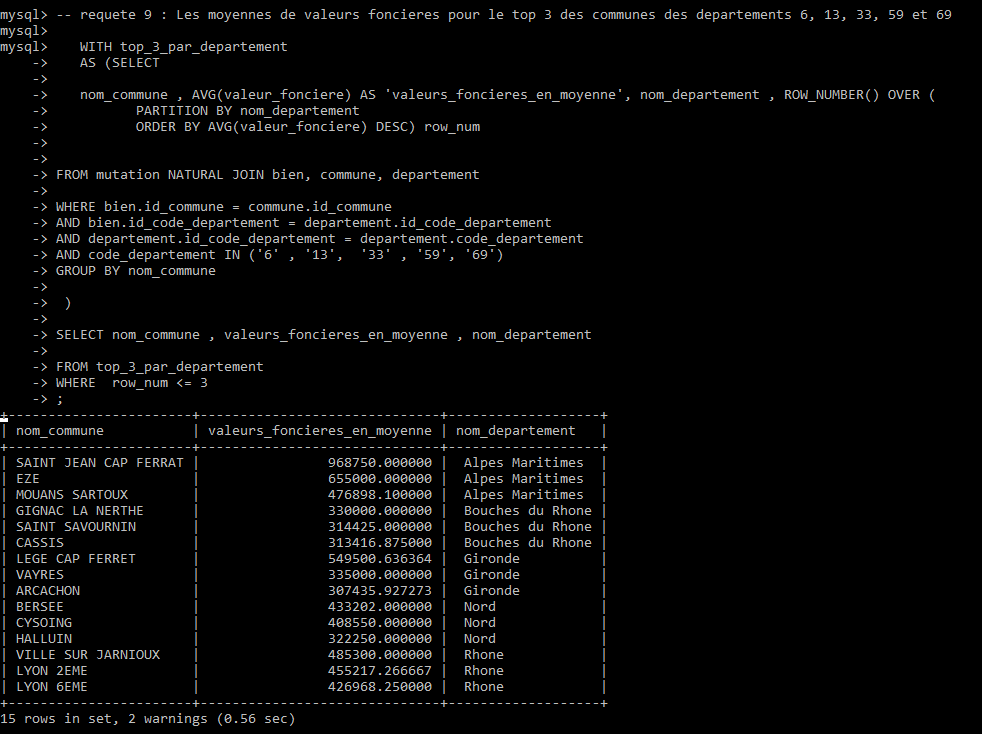 mysql> -- requete 9 : Les moyennes de valeurs foncieres pour le top 3 des communes des departements 6, 13, 33, 59 et 69
mysql>
mysql>    WITH top_3_par_departement
    ->    AS (SELECT
    ->
    ->    nom_commune , AVG(valeur_fonciere) AS 'valeurs_foncieres_en_moyenne', nom_departement , ROW_NUMBER() OVER (
    ->           PARTITION BY nom_departement
    ->           ORDER BY AVG(valeur_fonciere) DESC) row_num
    ->
    ->
    -> FROM mutation NATURAL JOIN bien, commune, departement
    ->
    -> WHERE bien.id_commune = commune.id_commune
    -> AND bien.id_code_departement = departement.id_code_departement
    -> AND departement.id_code_departement = departement.code_departement
    -> AND code_departement IN ('6' , '13',  '33' , '59', '69')
    -> GROUP BY nom_commune
    ->
    ->  )
    ->
    -> SELECT nom_commune , valeurs_foncieres_en_moyenne , nom_departement
    ->
    -> FROM top_3_par_departement
    -> WHERE  row_num <= 3
    -> ;
+-----------------------+------------------------------+-------------------+
| nom_commune           | valeurs_foncieres_en_moyenne | nom_departement   |
+-----------------------+------------------------------+-------------------+
| SAINT JEAN CAP FERRAT |                968750.000000 |  Alpes Maritimes  |
| EZE                   |                655000.000000 |  Alpes Maritimes  |
| MOUANS SARTOUX        |                476898.100000 |  Alpes Maritimes  |
| GIGNAC LA NERTHE      |                330000.000000 |  Bouches du Rhone |
| SAINT SAVOURNIN       |                314425.000000 |  Bouches du Rhone |
| CASSIS                |                313416.875000 |  Bouches du Rhone |
| LEGE CAP FERRET       |                549500.636364 |  Gironde          |
| VAYRES                |                335000.000000 |  Gironde          |
| ARCACHON              |                307435.927273 |  Gironde          |
| BERSEE                |                433202.000000 |  Nord             |
| CYSOING               |                408550.000000 |  Nord             |
| HALLUIN               |                322250.000000 |  Nord             |
| VILLE SUR JARNIOUX    |                485300.000000 |  Rhone            |
| LYON 2EME             |                455217.266667 |  Rhone            |
| LYON 6EME             |                426968.250000 |  Rhone            |
+-----------------------+------------------------------+-------------------+
15 rows in set, 2 warnings (0.56 sec)